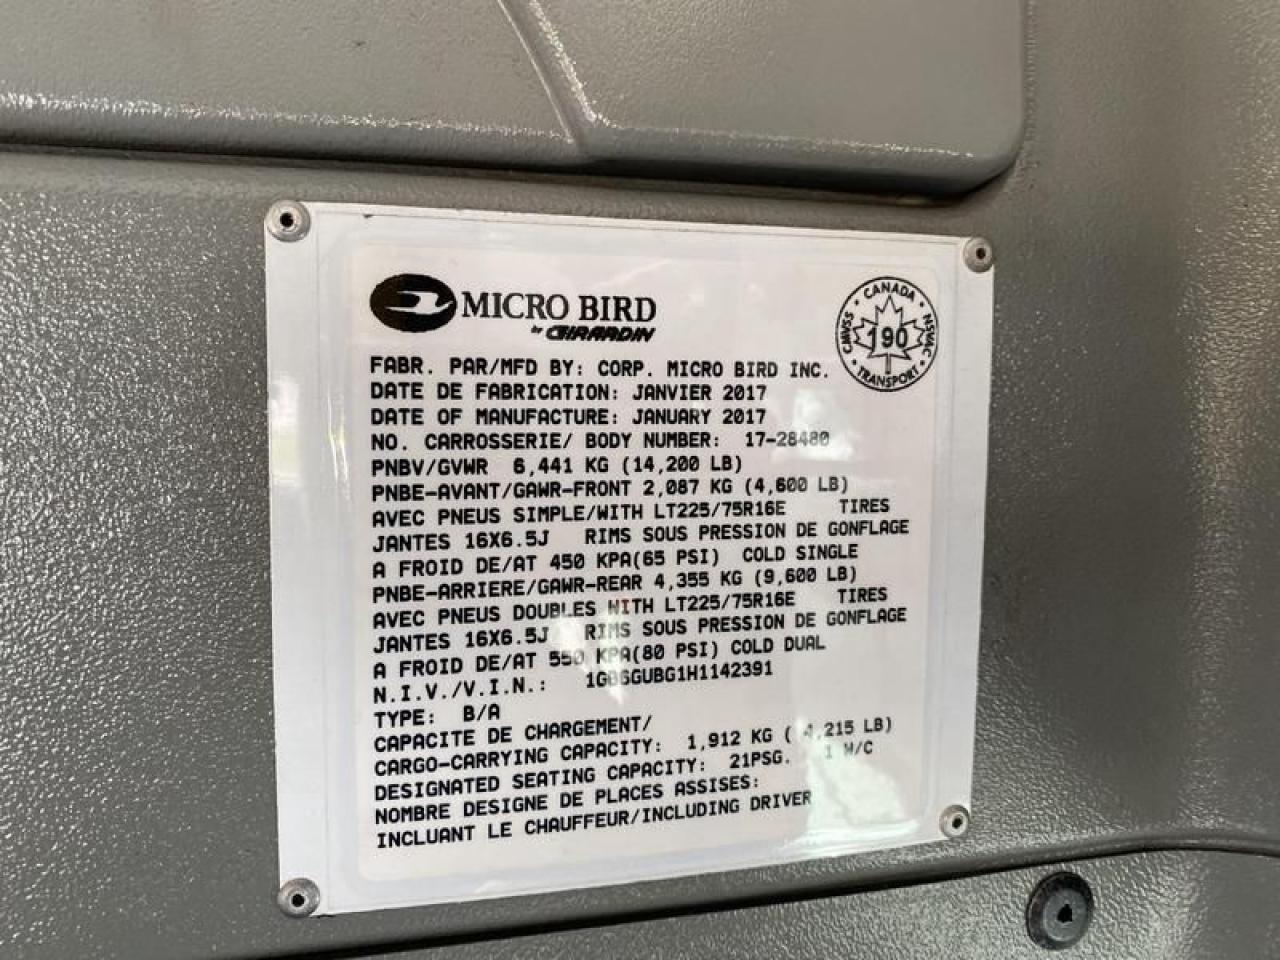 MICRO BIRD
by GIRARDIN
CANADA
CMVSS
190
NSVAC
TRANSPORT
FABR. PAR/MFD BY: CORP. MICRO BIRD INC.
DATE DE FABRICATION: JANVIER 2017
DATE OF MANUFACTURE: JANUARY 2017
NO. CARROSSERIE/ BODY NUMBER: 17-28480
PNBV/GVWR 6,441 KG (14,200 LB)
PNBE-AVANT/GAWR-FRONT 2,087 KG (4,600 LB)
AVEC PNEUS SIMPLE/WITH LT225/75R16E TIRES
JANTES 16X6.5J RIMS SOUS PRESSION DE GONFLAGE
A FROID DE/AT 450 KPA(65 PSI) COLD SINGLE
PNBE-ARRIERE/GAWR-REAR 4,355 KG (9,600 LB)
AVEC PNEUS DOUBLES WITH LT225/75R16E TIRES
JANTES 16X6.5J RIMS SOUS PRESSION DE GONFLAGE
A FROID DE/AT 550 KPA(80 PSI) COLD DUAL
N.I.V./V.I.N.: 1GB6GUBG1H1142391
TYPE: B/A
CAPACITE DE CHARGEMENT/
CARGO-CARRYING CAPACITY: 1,912 KG ( 4,215 LB)
DESIGNATED SEATING CAPACITY: 21PSG. 1 W/C
NOMBRE DESIGNE DE PLACES ASSISES:
INCLUANT LE CHAUFFEUR/INCLUDING DRIVER